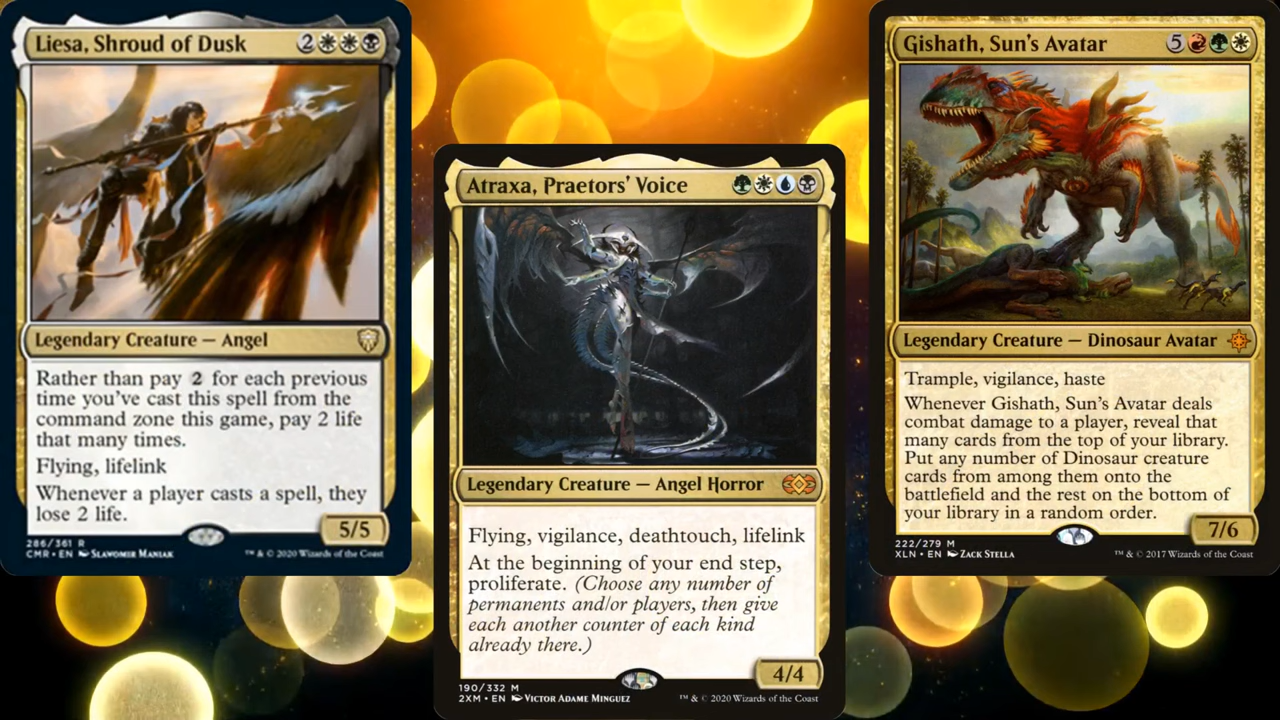 Liesa, Shroud of Dusk 2
Legendary Creature — Angel
Rather than pay 2 for each previous
time you've cast this spell from the
command zone this game, pay 2 life
that many times.
Flying, lifelink
Whenever a player casts a spell, they
lose 2 life.
5/5
286/361 R
CMR • EN Slawomir Maniak
™ & © 2020 Wizards of the Coast
Atraxa, Praetors' Voice
Legendary Creature — Angel Horror
Flying, vigilance, deathtouch, lifelink
At the beginning of your end step,
proliferate. (Choose any number of
permanents and/or players, then give
each another counter of each kind
already there.)
4/4
190/332 M
2XM • EN Victor Adame Minguez
™ & © 2020 Wizards of the Coast
Gishath, Sun's Avatar 5
Legendary Creature — Dinosaur Avatar
Trample, vigilance, haste
Whenever Gishath, Sun's Avatar deals
combat damage to a player, reveal that
many cards from the top of your library.
Put any number of Dinosaur creature
cards from among them onto the
battlefield and the rest on the bottom of
your library in a random order.
7/6
222/279 M
XLN • EN Zack Stella
™ & © 2017 Wizards of the Coast